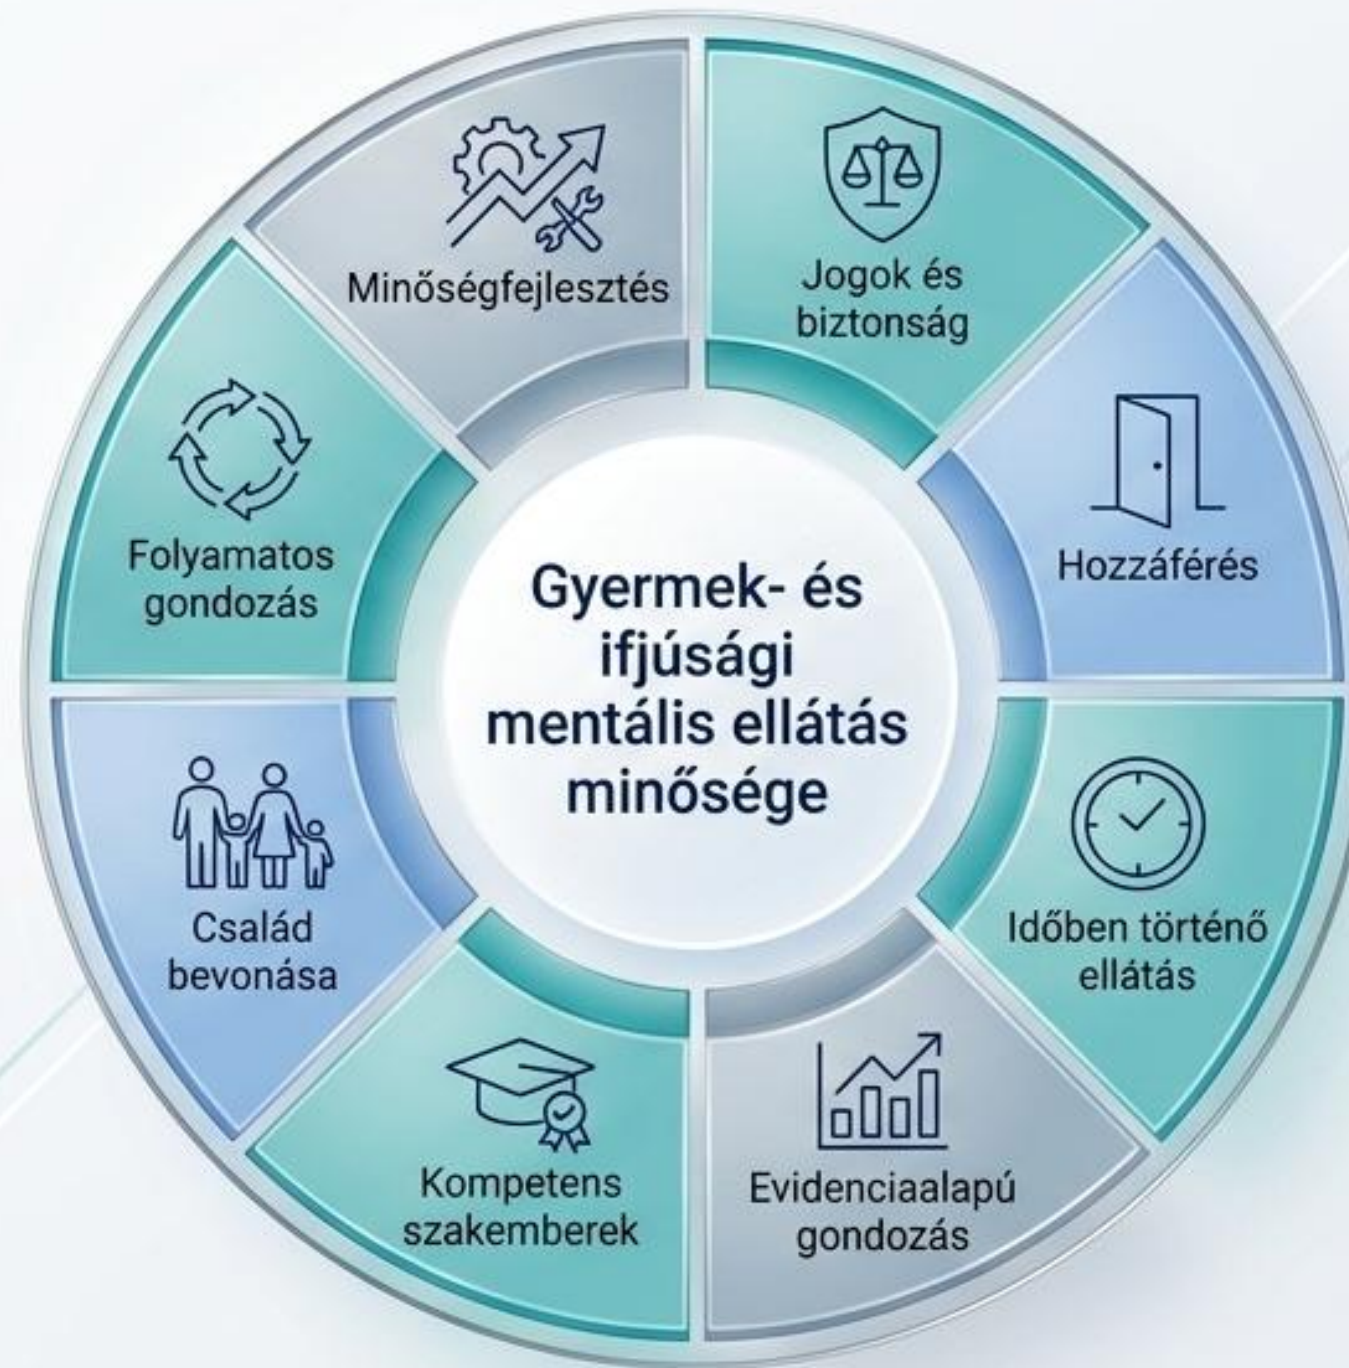 Minőségfejlesztés
Jogok és
biztonság
Hozzáférés
Időben történő
ellátás
Evidenciaalapú
gondozás
Kompetens
szakemberek
Család
bevonása
Folyamatos
gondozás
Gyermek- és
ifjúsági
mentális ellátás
minősége